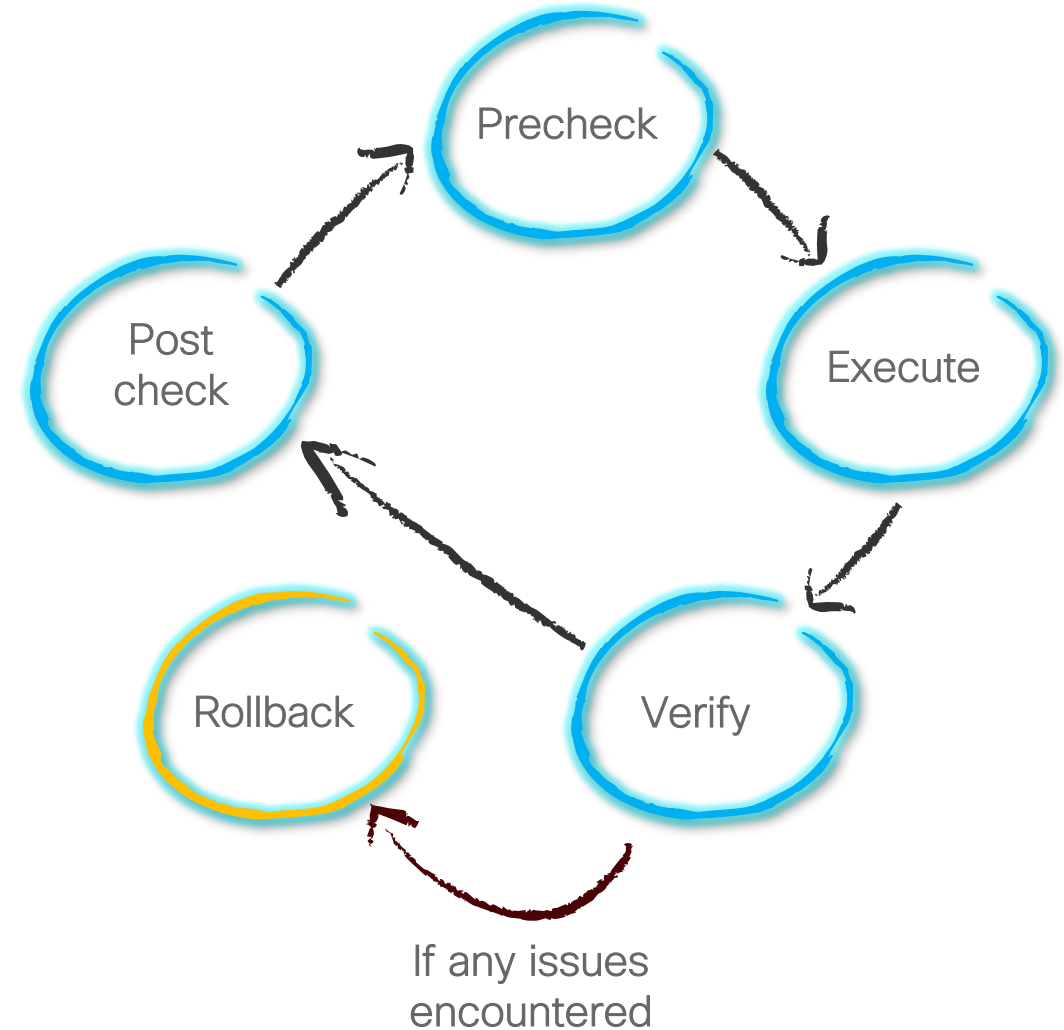 Precheck
Post
check
Execute
Rollback
Verify
If any issues
encountered